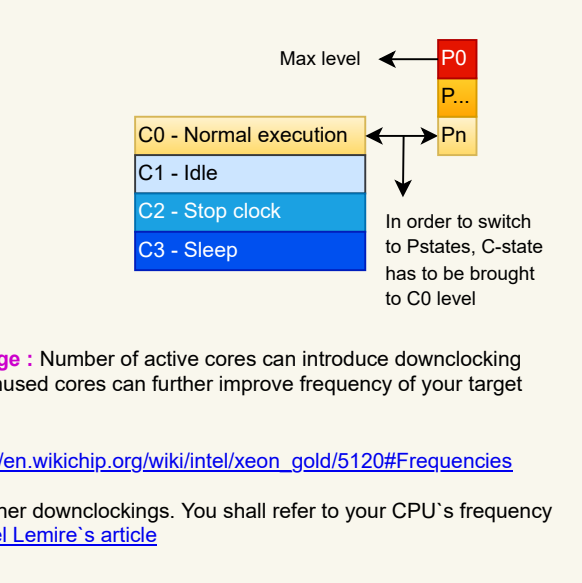 Max level
P0
P...
C0 - Normal execution
Pn
C1 - Idle
C2 - Stop clock
C3 - Sleep
In order to switch
to Pstates, C-state
has to be brought
to C0 level
ge : Number of active cores can introduce downclocking
used cores can further improve frequency of your target
/en.wikichip.org/wiki/intel/xeon_gold/5120#Frequencies
her downclockings. You shall refer to your CPU`s frequency
el Lemire`s article